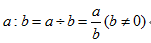 a : b = a ÷ b = a/b (b ≠ 0)